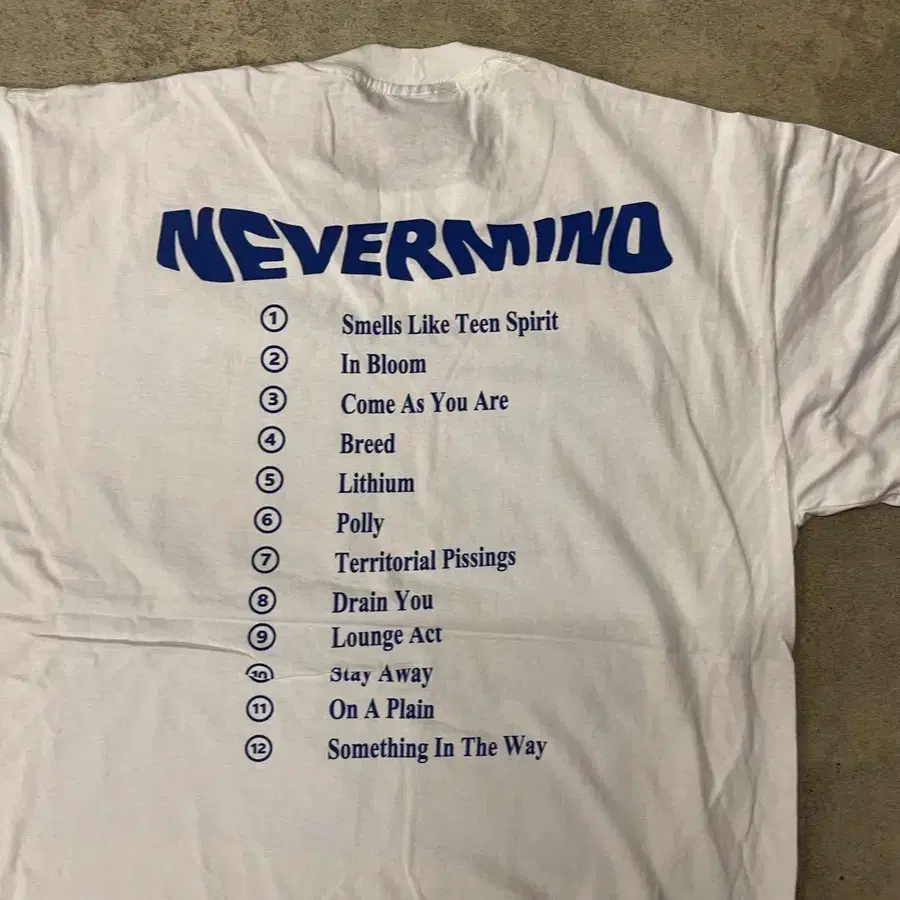 NEVERMIND
① Smells Like Teen Spirit
② In Bloom
③ Come As You Are
④ Breed
⑤ Lithium
⑥ Polly
⑦ Territorial Pissings
⑧ Drain You
⑨ Lounge Act
⑩ Stay Away
⑪ On A Plain
⑫ Something In The Way